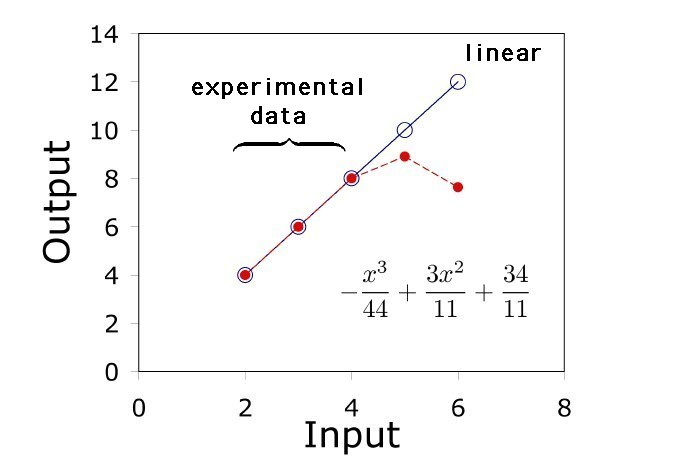 14
linear
12
experimental
data
10
8
6
4
2
0
Output
-\frac{x^3}{44} + \frac{3x^2}{11} + \frac{34}{11}
0 2 4 6 8
Input